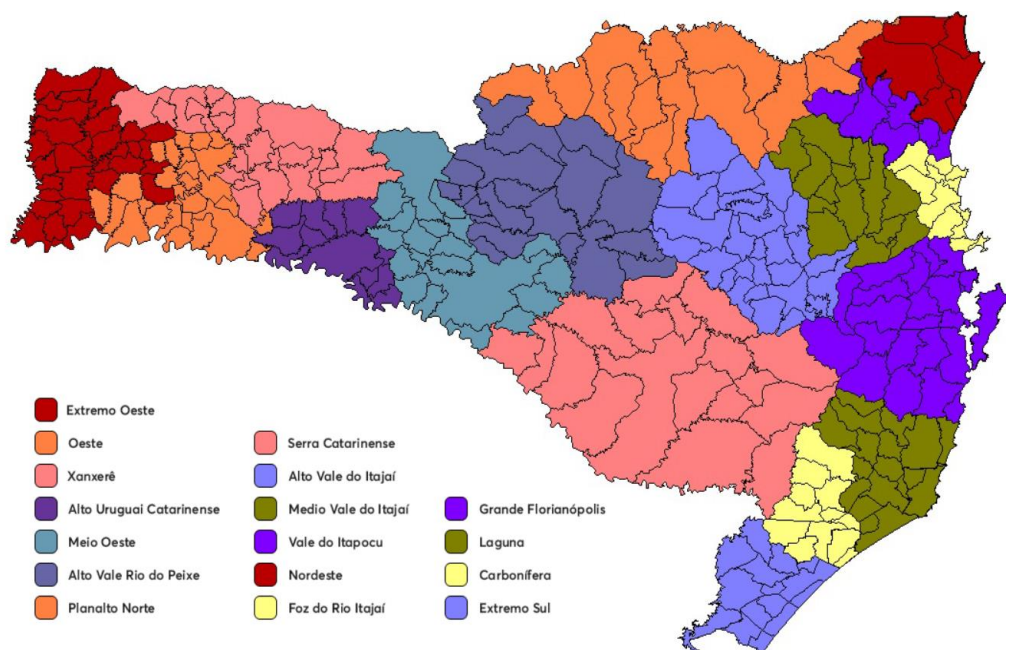 Extremo Oeste
Oeste
Xanxerê
Alto Uruguai Catarinense
Meio Oeste
Alto Vale Rio do Peixe
Planalto Norte
Serra Catarinense
Alto Vale do Itajaí
Medio Vale do Itajaí
Vale do Itapocu
Nordeste
Foz do Rio Itajaí
Grande Florianópolis
Laguna
Carbonífera
Extremo Sul